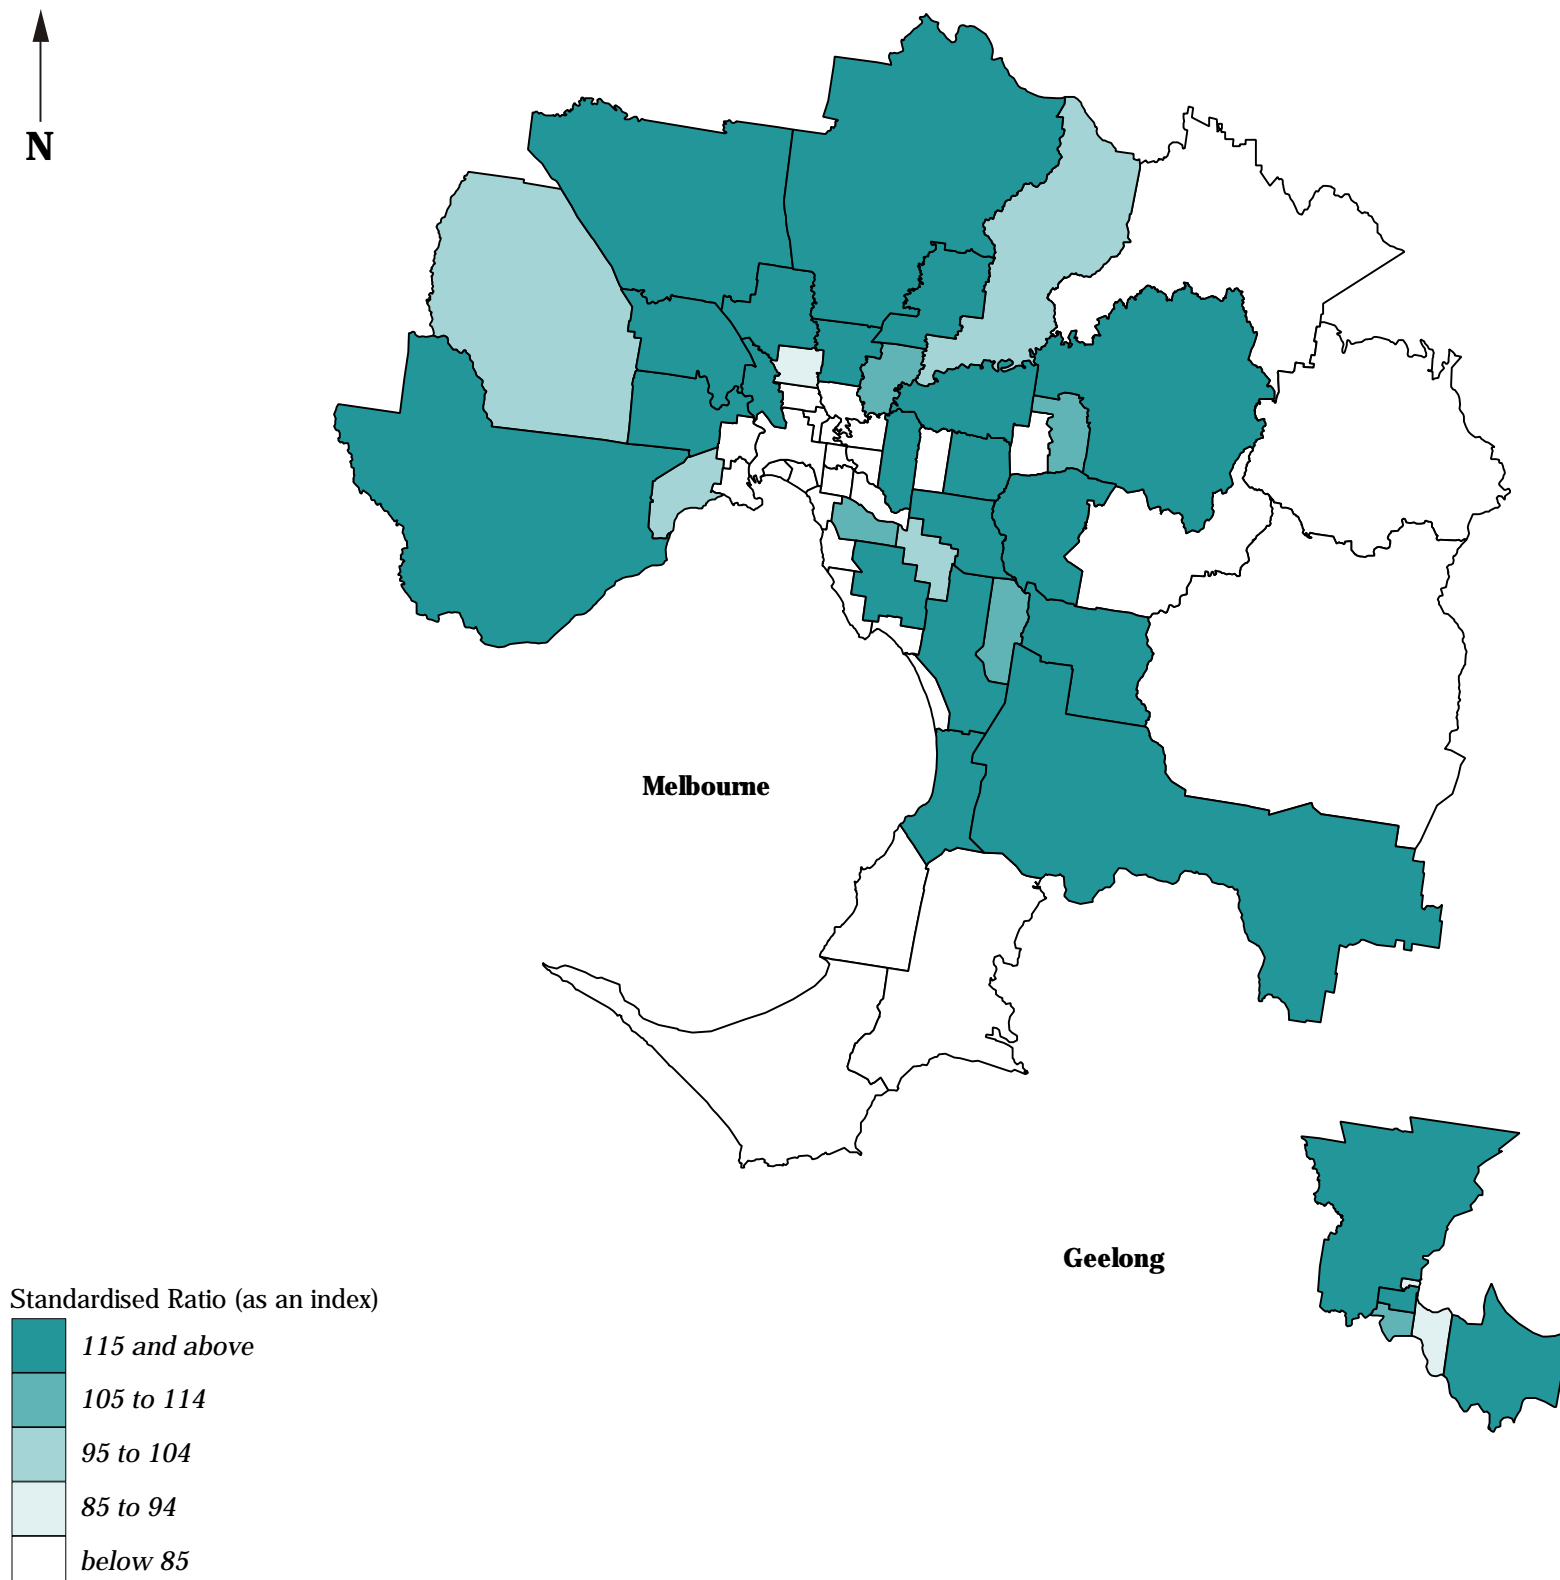 N
Melbourne
Geelong
Standardised Ratio (as an index)
115 and above
105 to 114
95 to 104
85 to 94
below 85